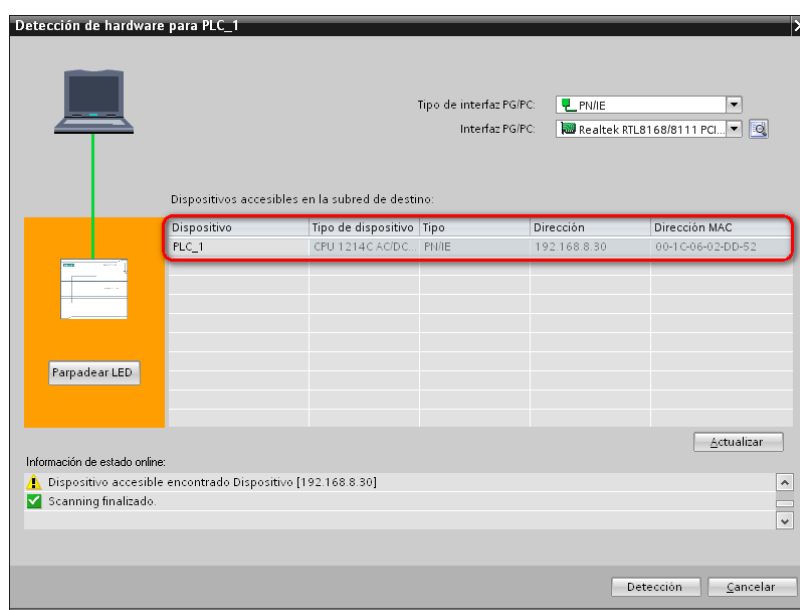 Detección de hardware para PLC_1
Tipo de interfaz PG/PC: PN/IE
Interfaz PG/PC: Realtek RTL8168/8111 PCI...
Dispositivos accesibles en la subred de destino:
Dispositivo Tipo de dispositivo Tipo Dirección Dirección MAC
PLC_1 CPU 1214C AC/DC... PN/IE 192.168.8.30 00-1C-06-02-DD-52
Parpadear LED
Actualizar
Información de estado online:
Dispositivo accesible encontrado Dispositivo [192.168.8.30]
Scanning finalizado.
Detección Cancelar